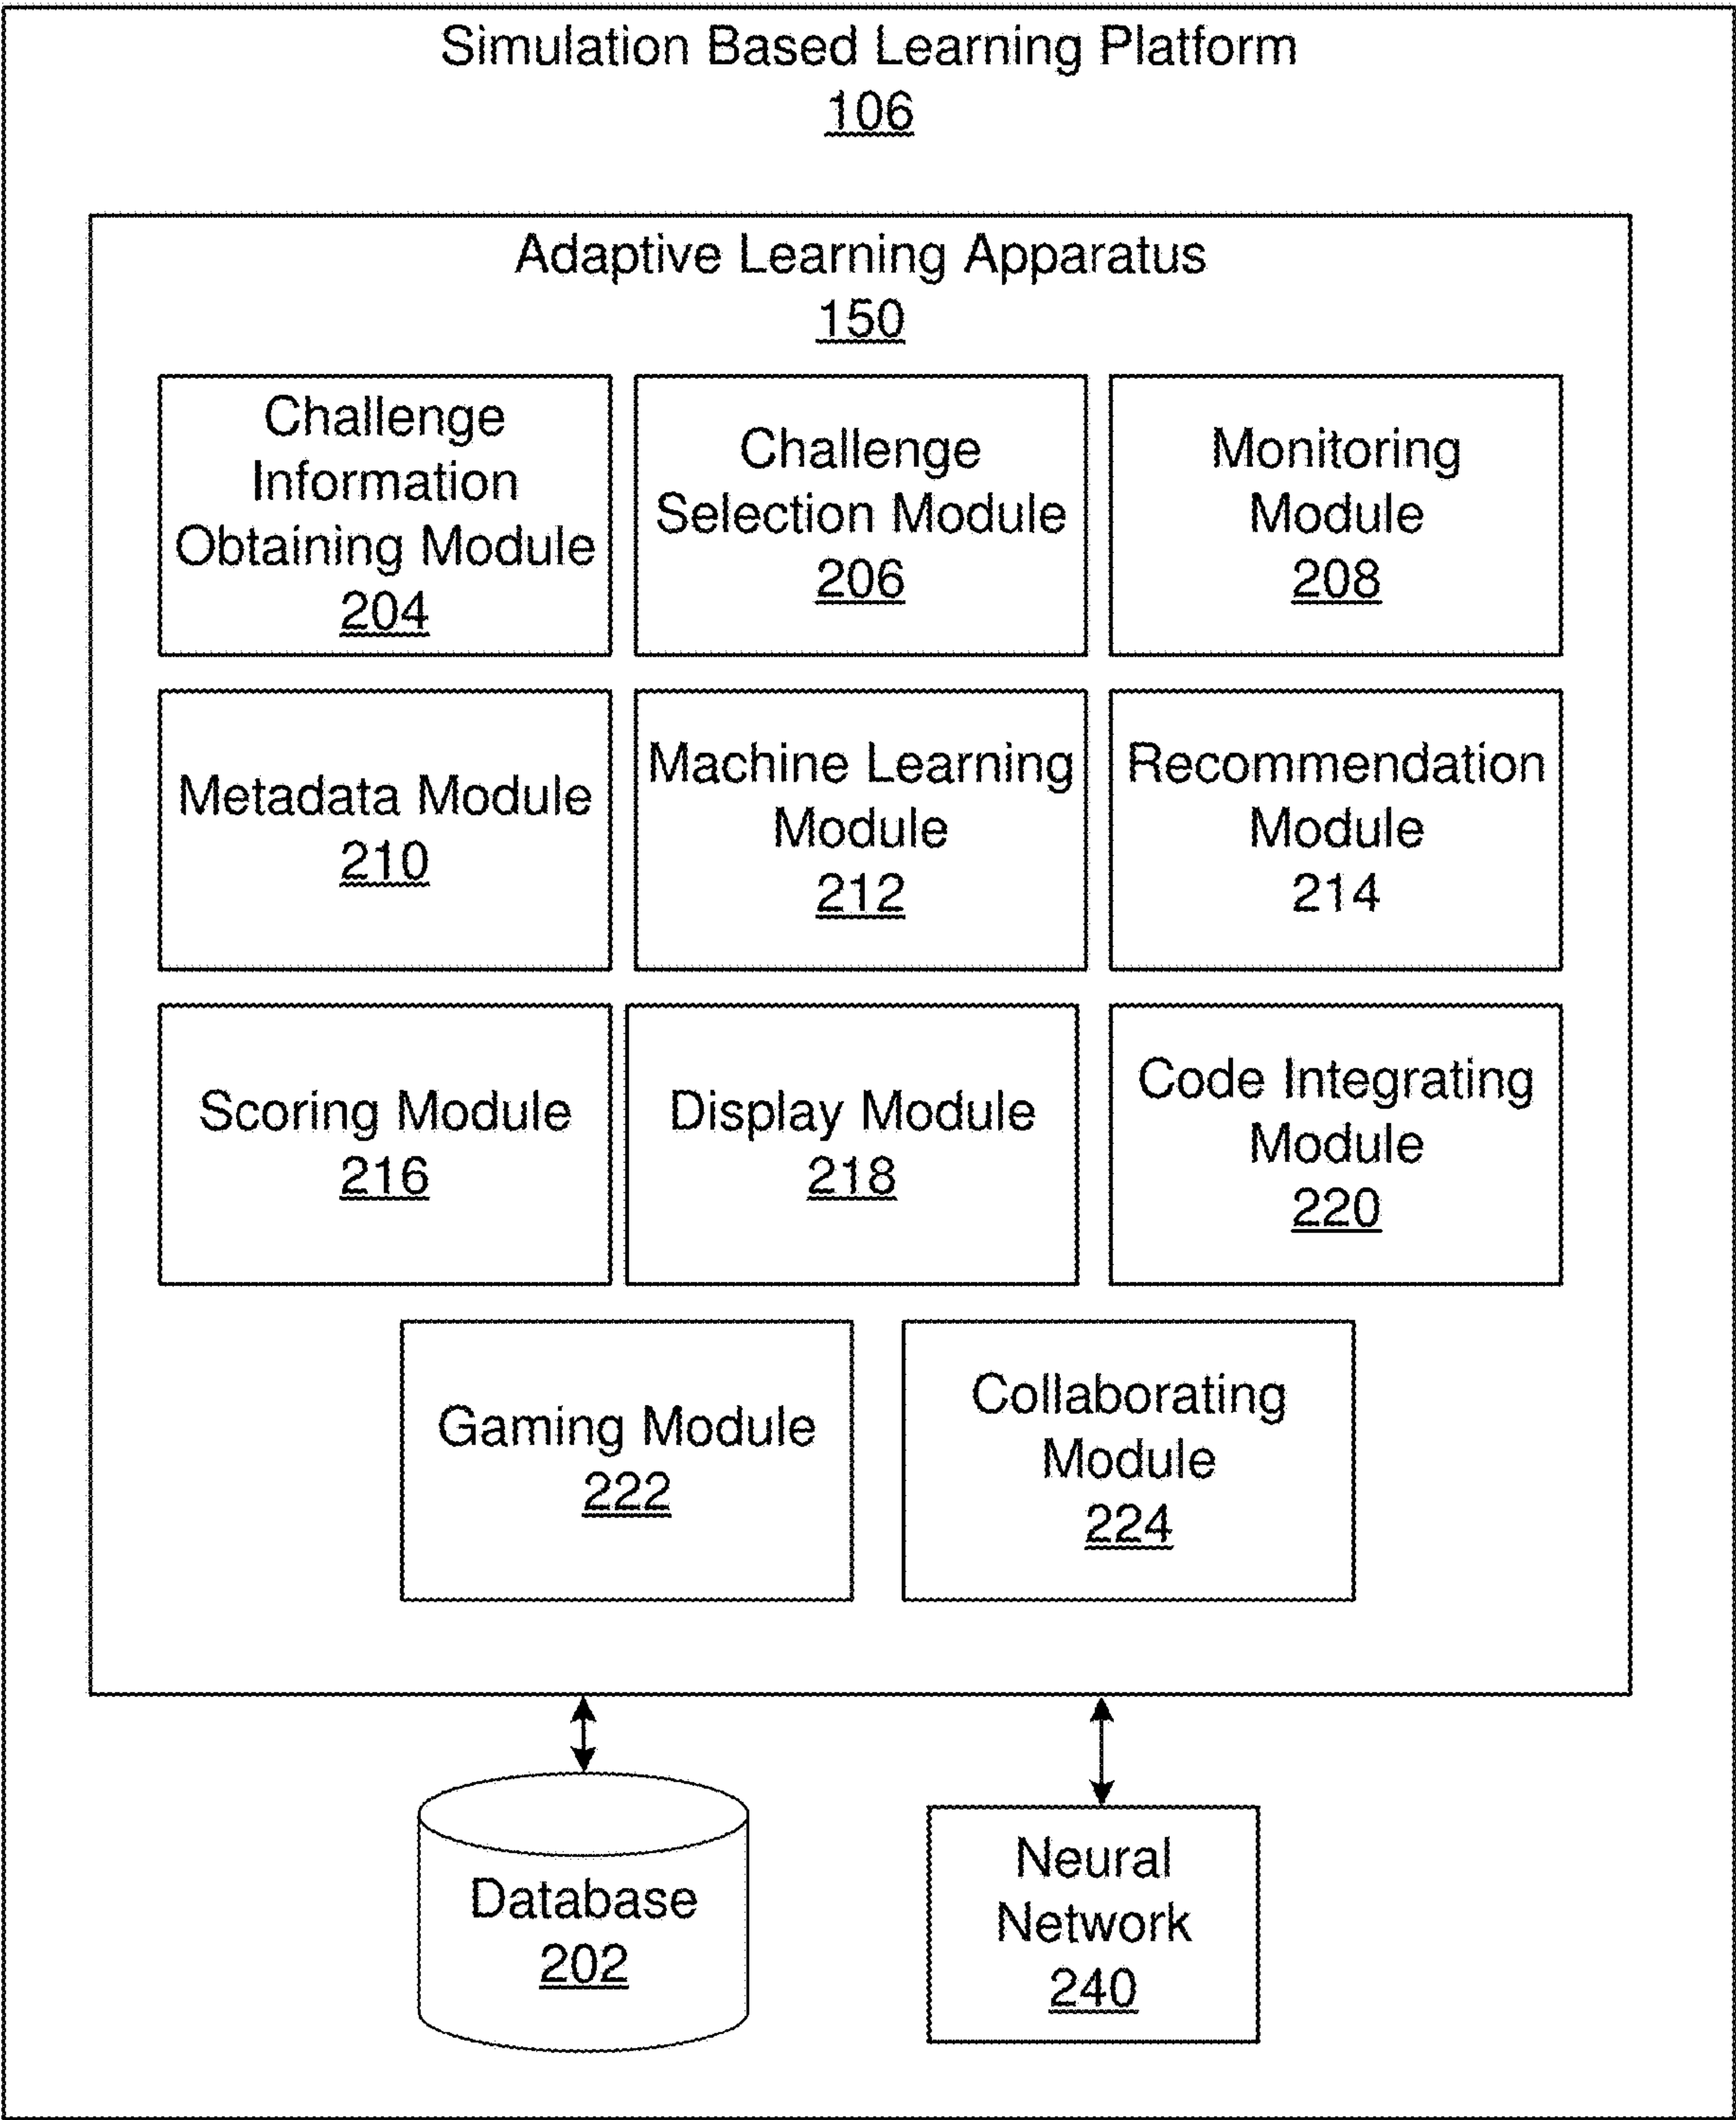 Simulation Based Learning Platform
106
Adaptive Learning Apparatus
150
Challenge
Information
Obtaining Module
204
Challenge
Selection Module
206
Monitoring
Module
208
Metadata Module
210
Machine Learning
Module
212
Recommendation
Module
214
Scoring Module
216
Display Module
218
Code Integrating
Module
220
Gaming Module
222
Collaborating
Module
224
Database
202
Neural
Network
240